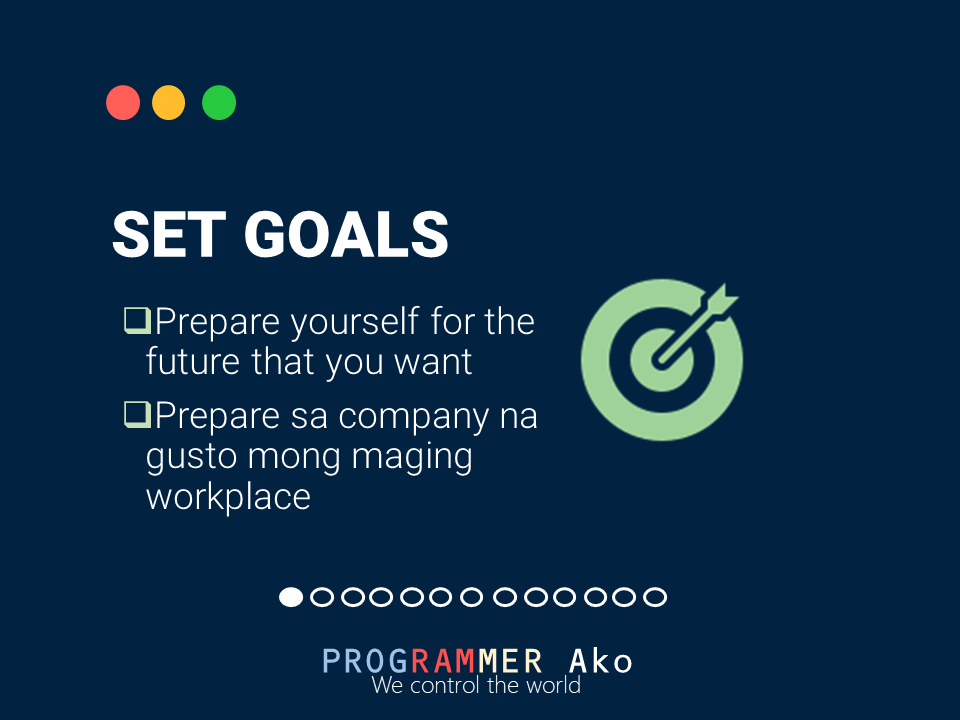 SET GOALS
❑Prepare yourself for the
future that you want
❑Prepare sa company na
gusto mong maging
workplace
PROGRAMMER Ako
We control the world